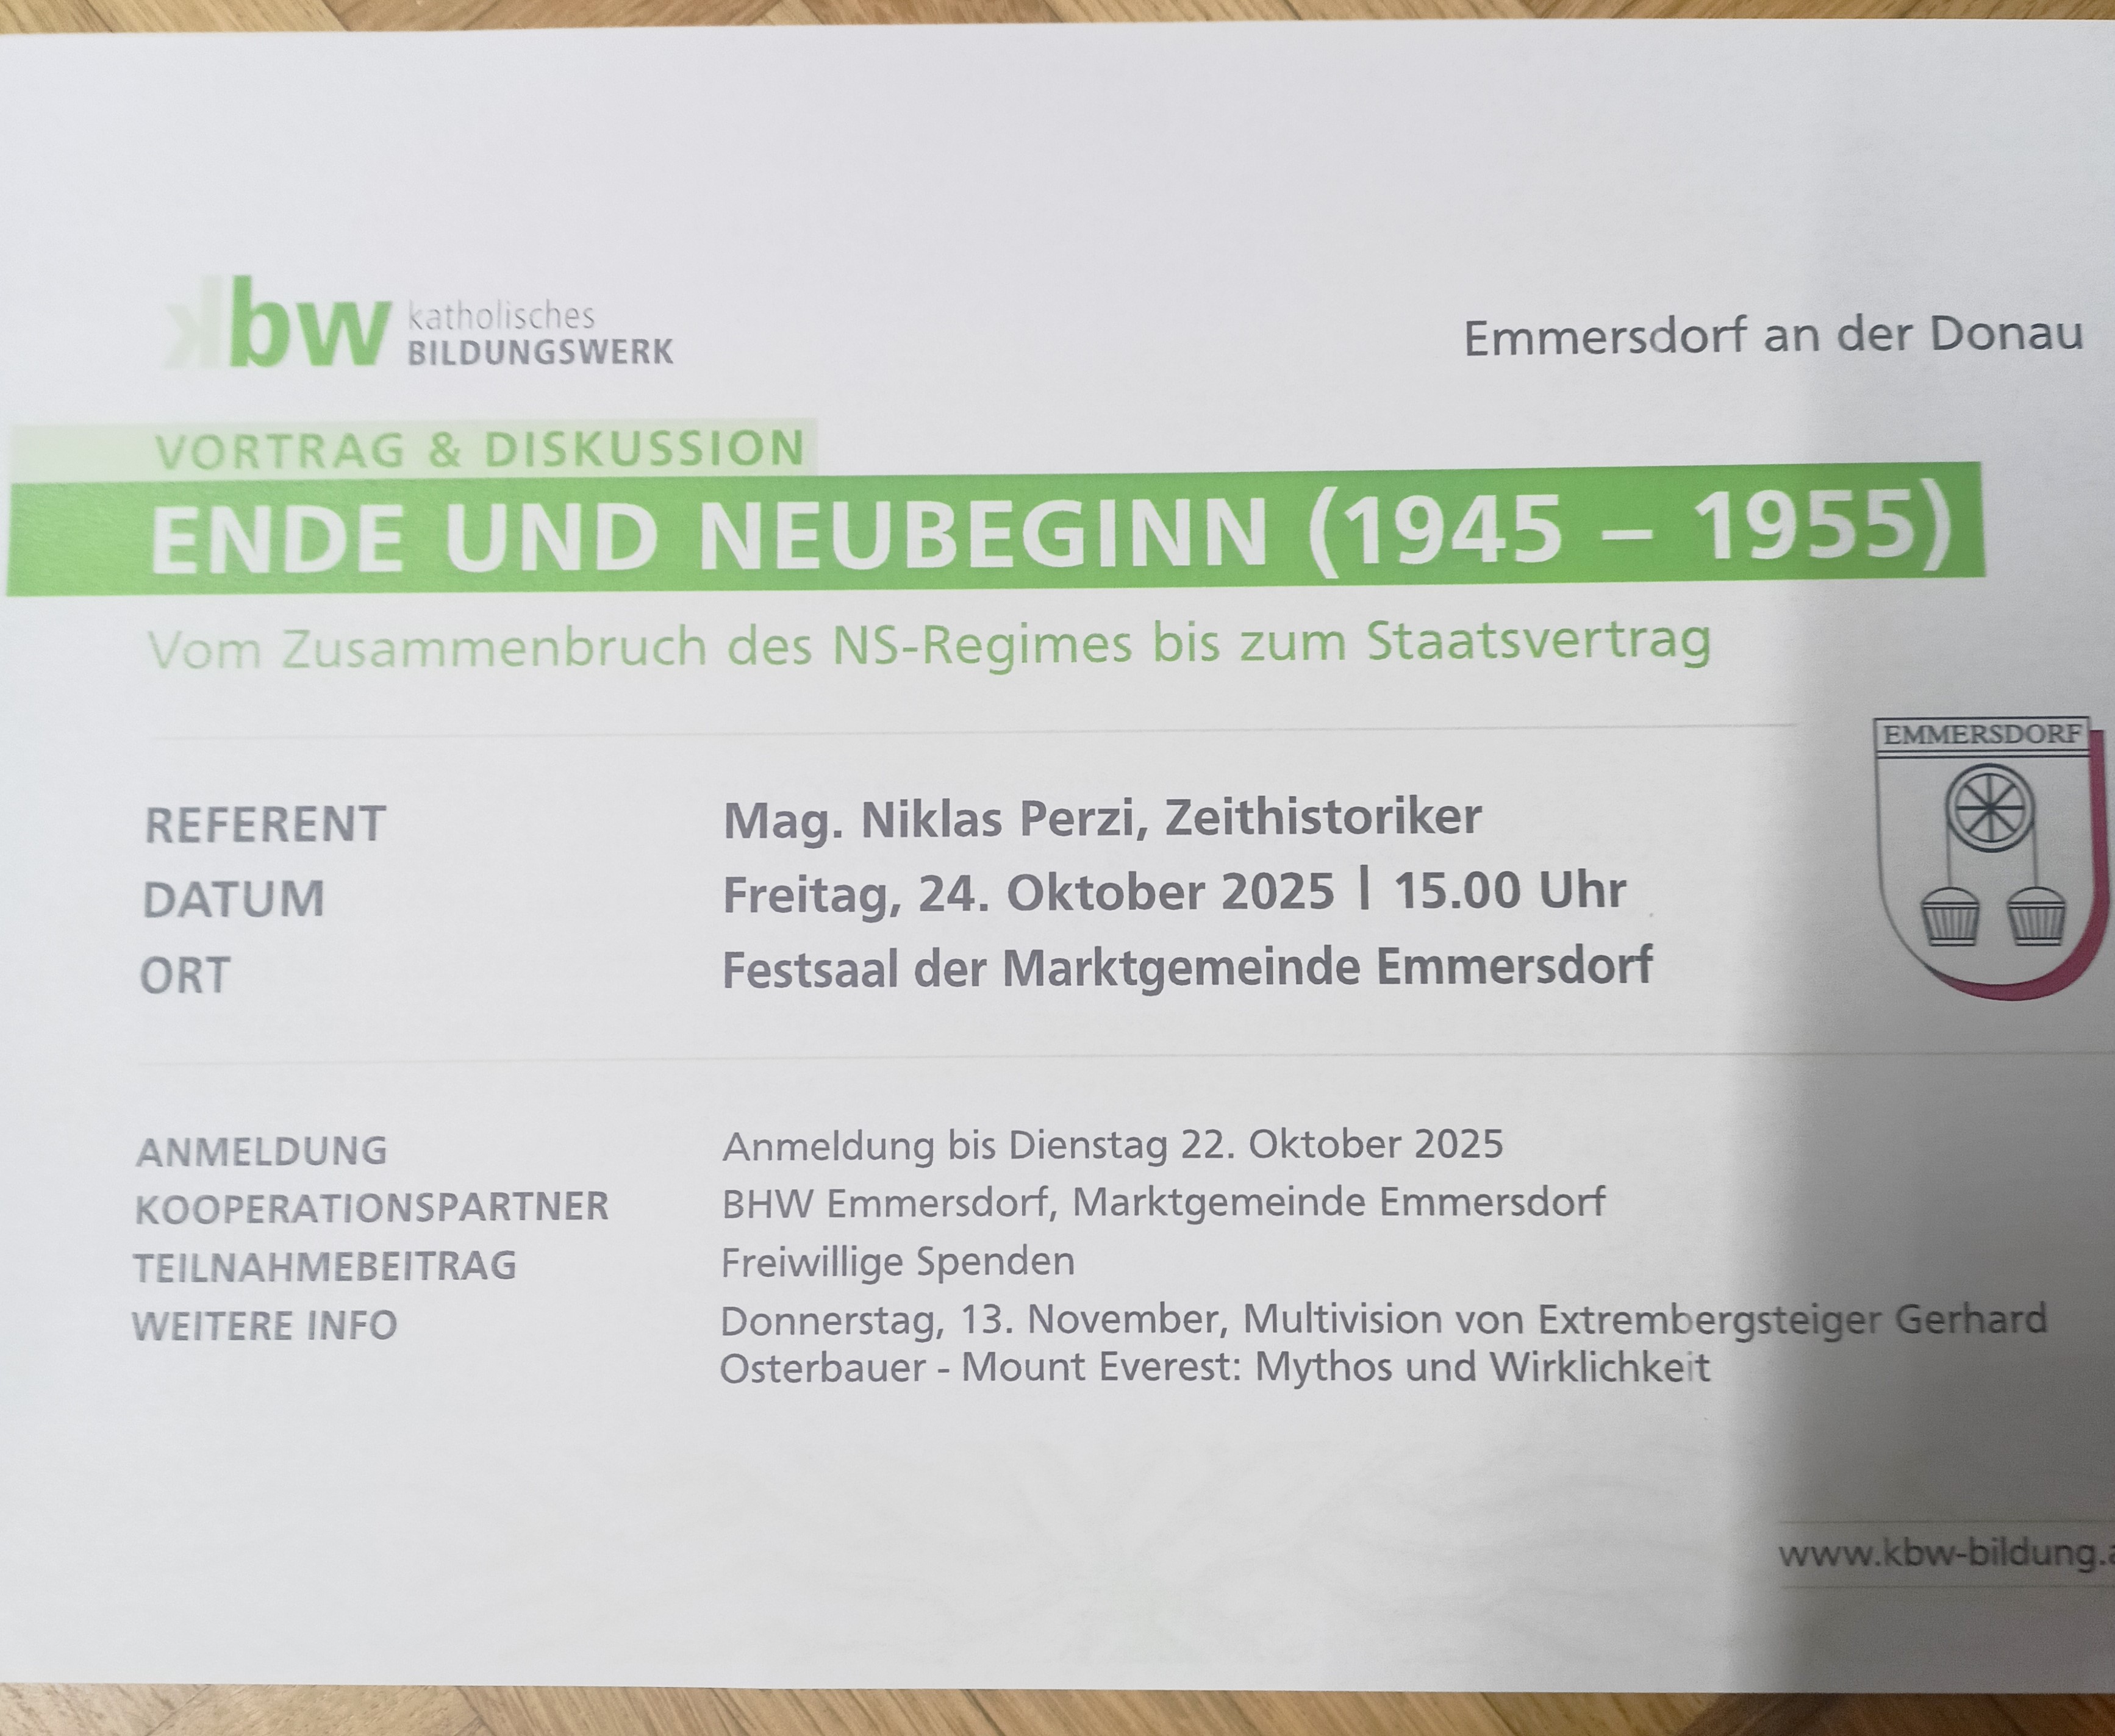 kbw katholisches
BILDUNGSWERK
Emmersdorf an der Donau
VORTRAG & DISKUSSION
ENDE UND NEUBEGINN (1945 – 1955)
Vom Zusammenbruch des NS-Regimes bis zum Staatsvertrag
EMMERSDORF
REFERENT Mag. Niklas Perzi, Zeithistoriker
DATUM Freitag, 24. Oktober 2025 | 15.00 Uhr
ORT Festsaal der Marktgemeinde Emmersdorf
ANMELDUNG Anmeldung bis Dienstag 22. Oktober 2025
KOOPERATIONSPARTNER BHW Emmersdorf, Marktgemeinde Emmersdorf
TEILNAHMEBEITRAG Freiwillige Spenden
WEITERE INFO Donnerstag, 13. November, Multivision von Extrembergsteiger Gerhard
Osterbauer - Mount Everest: Mythos und Wirklichkeit
www.kbw-bildung.a